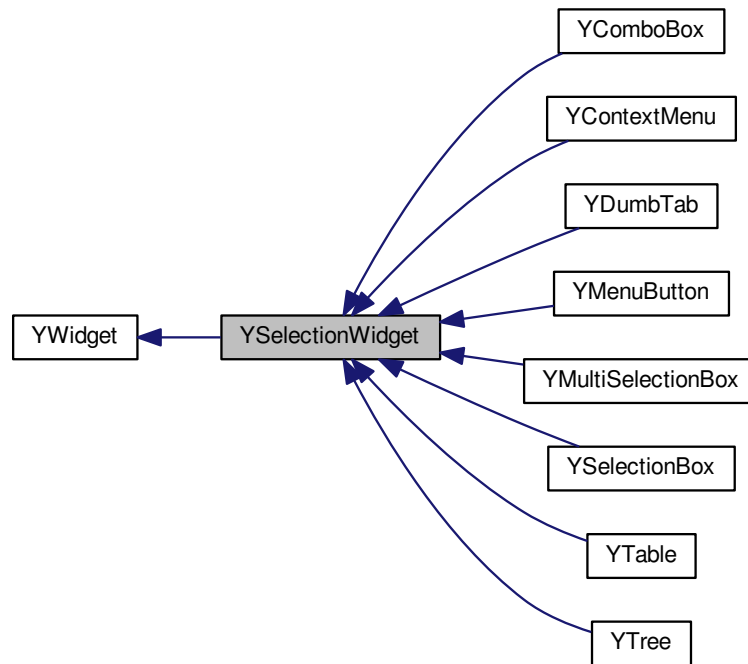 YComboBox
YContextMenu
YDumbTab
YMenuButton
YWidget
YSelectionWidget
YMultiSelectionBox
YSelectionBox
YTable
YTree